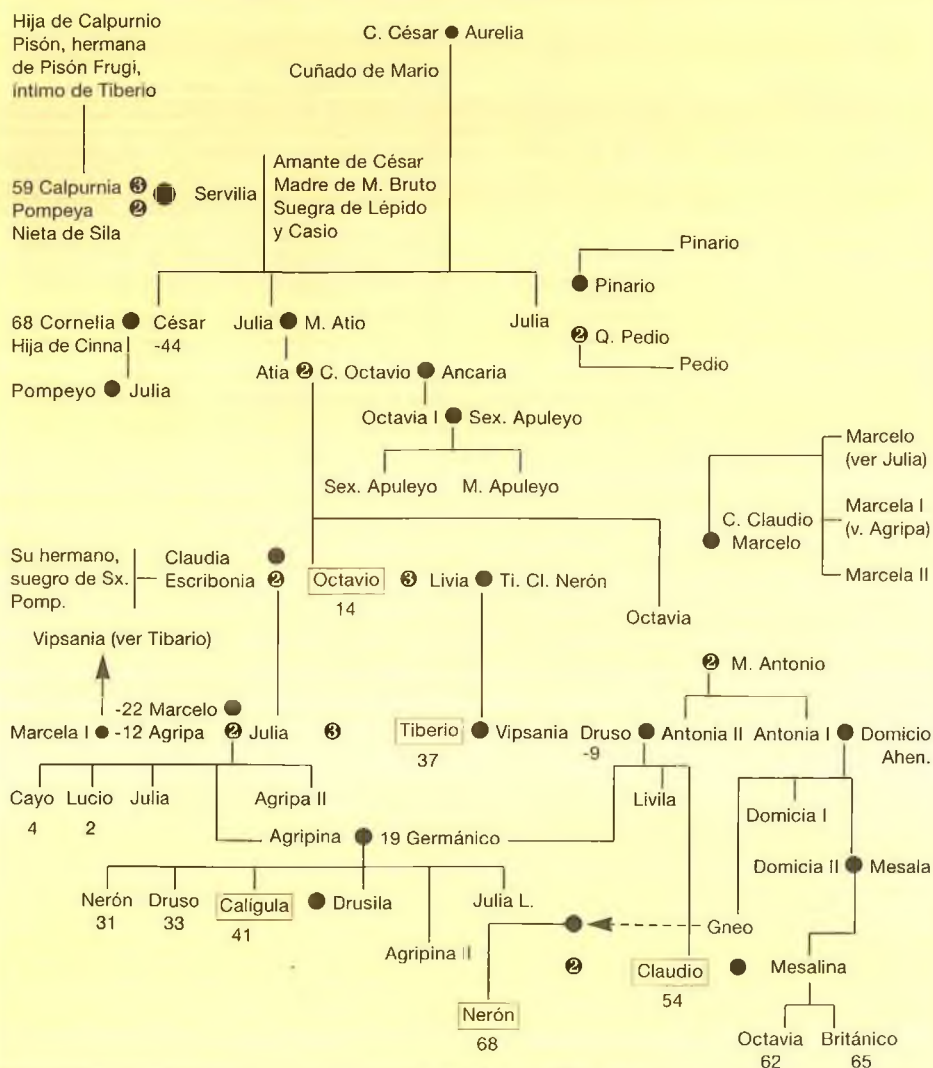 Hija de Calpurnio
Pisón, hermana
de Pisón Frugi,
íntimo de Tiberio
C. César ● Aurelia
Cuñado de Mario
59 Calpurnia ❸
Pompeya ❷
Nieta de Sila
Servilia
Amante de César
Madre de M. Bruto
Suegra de Lépido
y Casio
Pinario
Pinario
68 Cornelia ● César
Hija de Cinna
-44
Julia ● M. Atio
Julia
❷ Q. Pedio
Pedio
Pompeyo ● Julia
Atia ❷ C. Octavio ● Ancaria
Octavia I ● Sex. Apuleyo
Sex. Apuleyo
M. Apuleyo
Marcelo
(ver Julia)
C. Claudio
Marcelo
Marcela I
(v. Agripa)
Marcela II
Su hermano,
suegro de Sx.
Pomp.
Claudia
Escribonia ❷
Octavio ❸ Livia ● Ti. Cl. Nerón
14
Octavia
Vipsania (ver Tibario)
❷ M. Antonio
-22 Marcelo
Marcela I ● -12 Agripa ❷ Julia ❸
Tiberio ● Vipsania
37
Druso ● Antonia II
-9
Antonia I ● Domicio
Ahen.
Cayo
4
Lucio
2
Julia
Agripa II
Livila
Domicia I
Agripina ● 19 Germánico
Domicia II ● Mesala
Nerón
31
Druso
33
Calígula ● Drusila
41
Julia L.
Agripina II
Gneo
❷
Claudio ● Mesalina
54
Nerón
68
Octavia
62
Británico
65